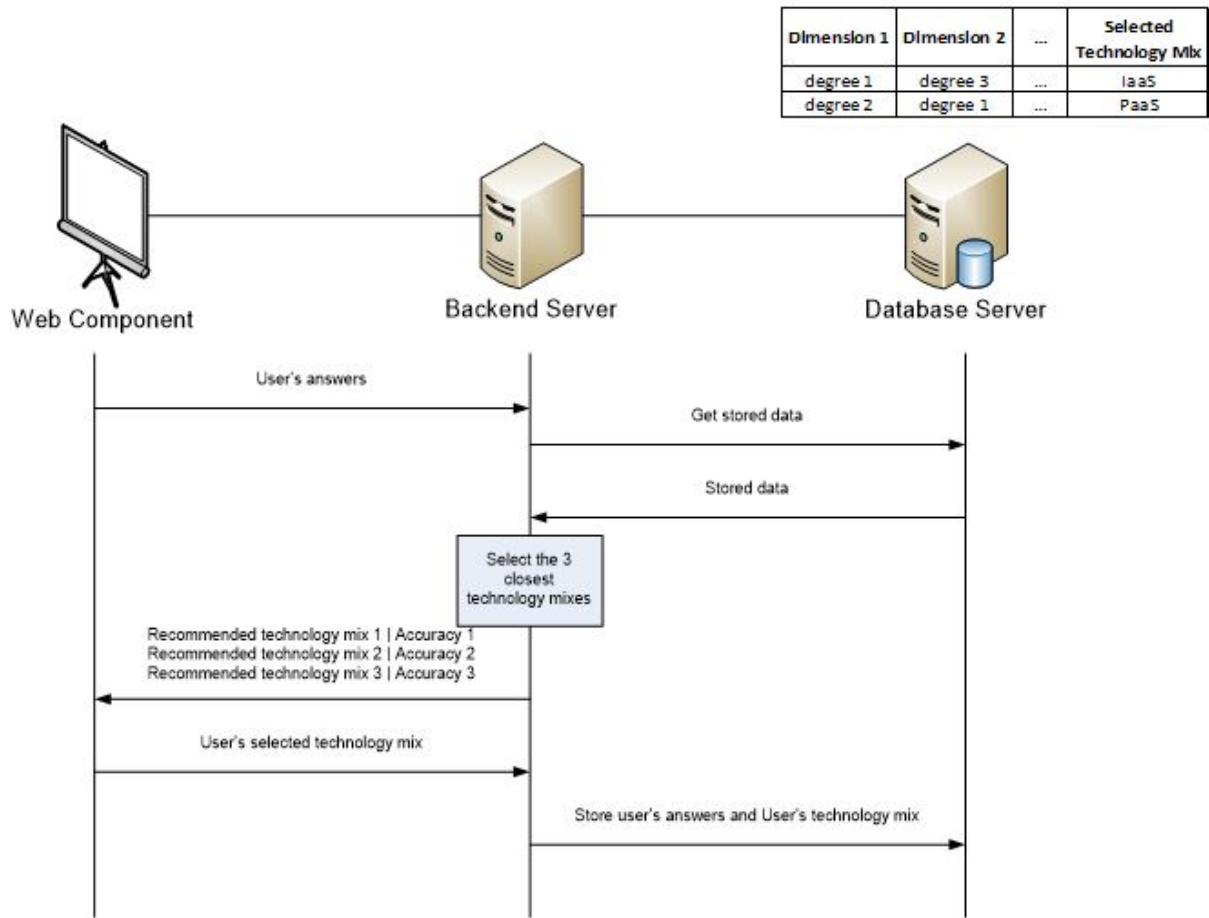 Dimension 1 Dimension 2 ... Selected
Technology Mix
degree 1 degree 3 ... IaaS
degree 2 degree 1 ... PaaS
Web Component
Backend Server
Database Server
User's answers
Get stored data
Stored data
Select the 3
closest
technology mixes
Recommended technology mix 1 | Accuracy 1
Recommended technology mix 2 | Accuracy 2
Recommended technology mix 3 | Accuracy 3
User's selected technology mix
Store user's answers and User's technology mix